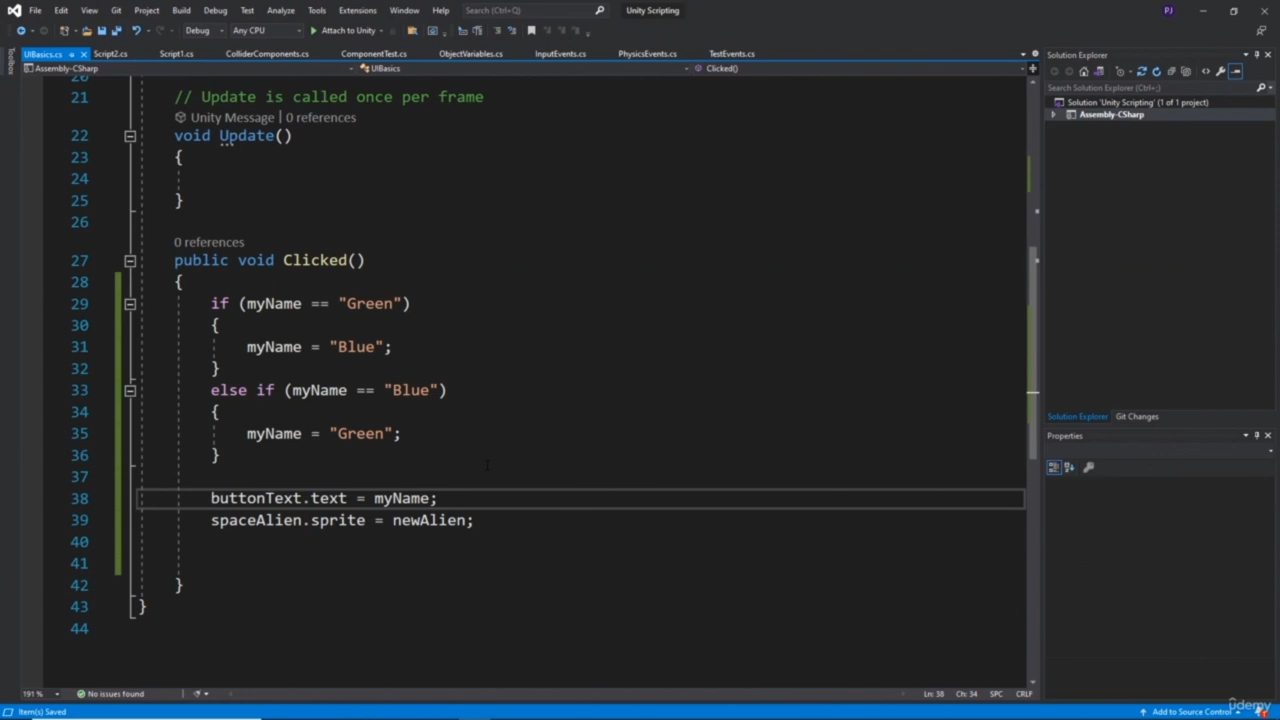 File Edit View Git Project Build Debug Test Analyze Tools Extensions Window Help Search (Ctrl+Q) Unity Scripting PJ
Debug Any CPU Attach to Unity
UIBasics.cs Script2.cs Script1.cs ColliderComponents.cs ComponentTest.cs ObjectVariables.cs InputEvents.cs PhysicsEvents.cs TestEvents.cs
Assembly-CSharp UIBasics Clicked()
Toolbox
20
21 // Update is called once per frame
Unity Message | 0 references
22 void Update()
23 {
24
25 }
26
0 references
27 public void Clicked()
28 {
29 if (myName == "Green")
30 {
31 myName = "Blue";
32 }
33 else if (myName == "Blue")
34 {
35 myName = "Green";
36 }
37
38 buttonText.text = myName;
39 spaceAlien.sprite = newAlien;
40
41
42 }
43 }
44
191 % No issues found Ln: 38 Ch: 34 SPC CRLF
Solution Explorer
Search Solution Explorer (Ctrl+;)
Solution 'Unity Scripting' (1 of 1 project)
Assembly-CSharp
Solution Explorer Git Changes
Properties
Item(s) Saved Add to Source Control
udemy